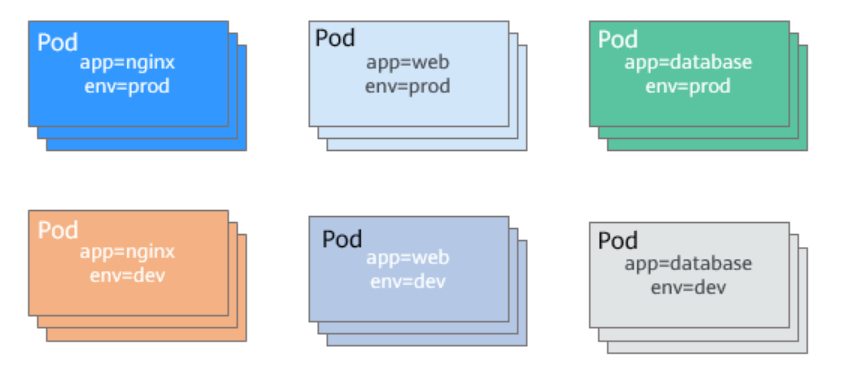 Pod
app=nginx
env=prod
Pod
app=web
env=prod
Pod
app=database
env=prod
Pod
app=nginx
env=dev
Pod
app=web
env=dev
Pod
app=database
env=dev